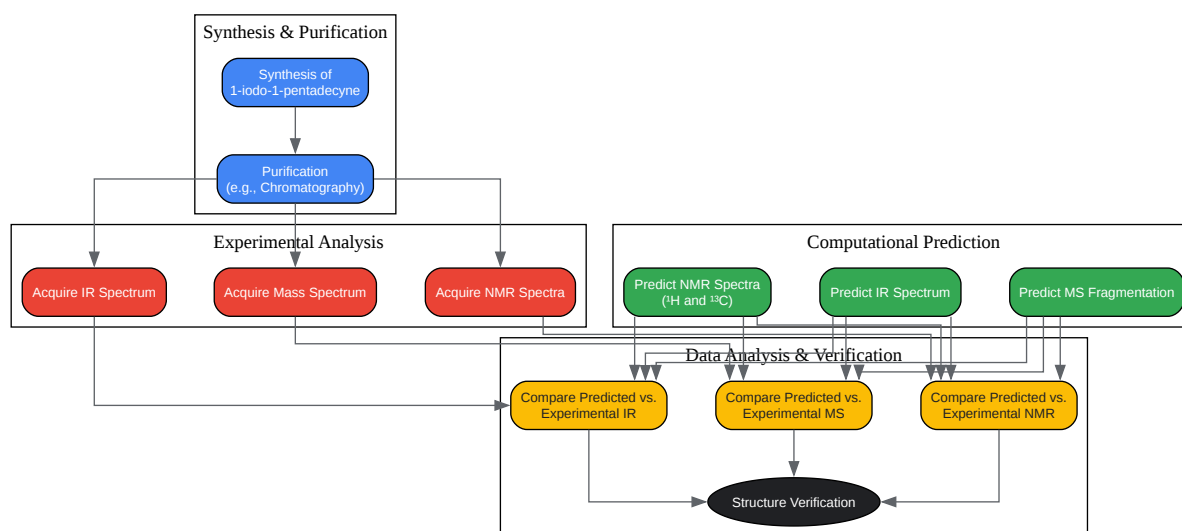 Synthesis & Purification
Synthesis of
1-iodo-1-pentadecyne
Purification
(e.g., Chromatography)
Experimental Analysis
Acquire IR Spectrum
Acquire Mass Spectrum
Acquire NMR Spectra
Computational Prediction
Predict NMR Spectra
(¹H and ¹³C)
Predict IR Spectrum
Predict MS Fragmentation
Data Analysis & Verification
Compare Predicted vs.
Experimental IR
Compare Predicted vs.
Experimental MS
Compare Predicted vs.
Experimental NMR
Structure Verification